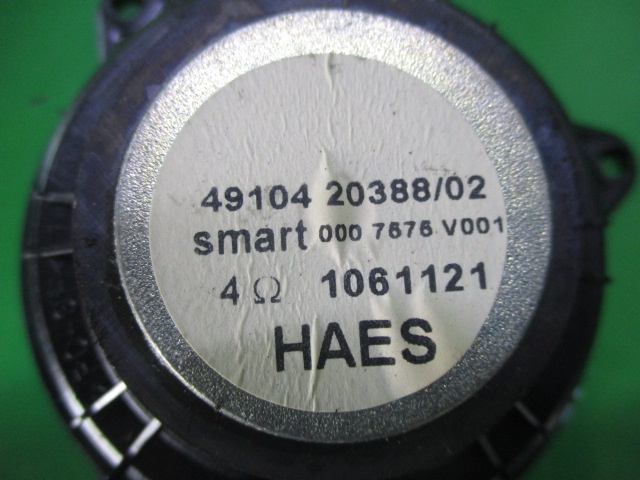 49104 20388/02
smart 000 7676 V001
4 Ω 1061121
HAES